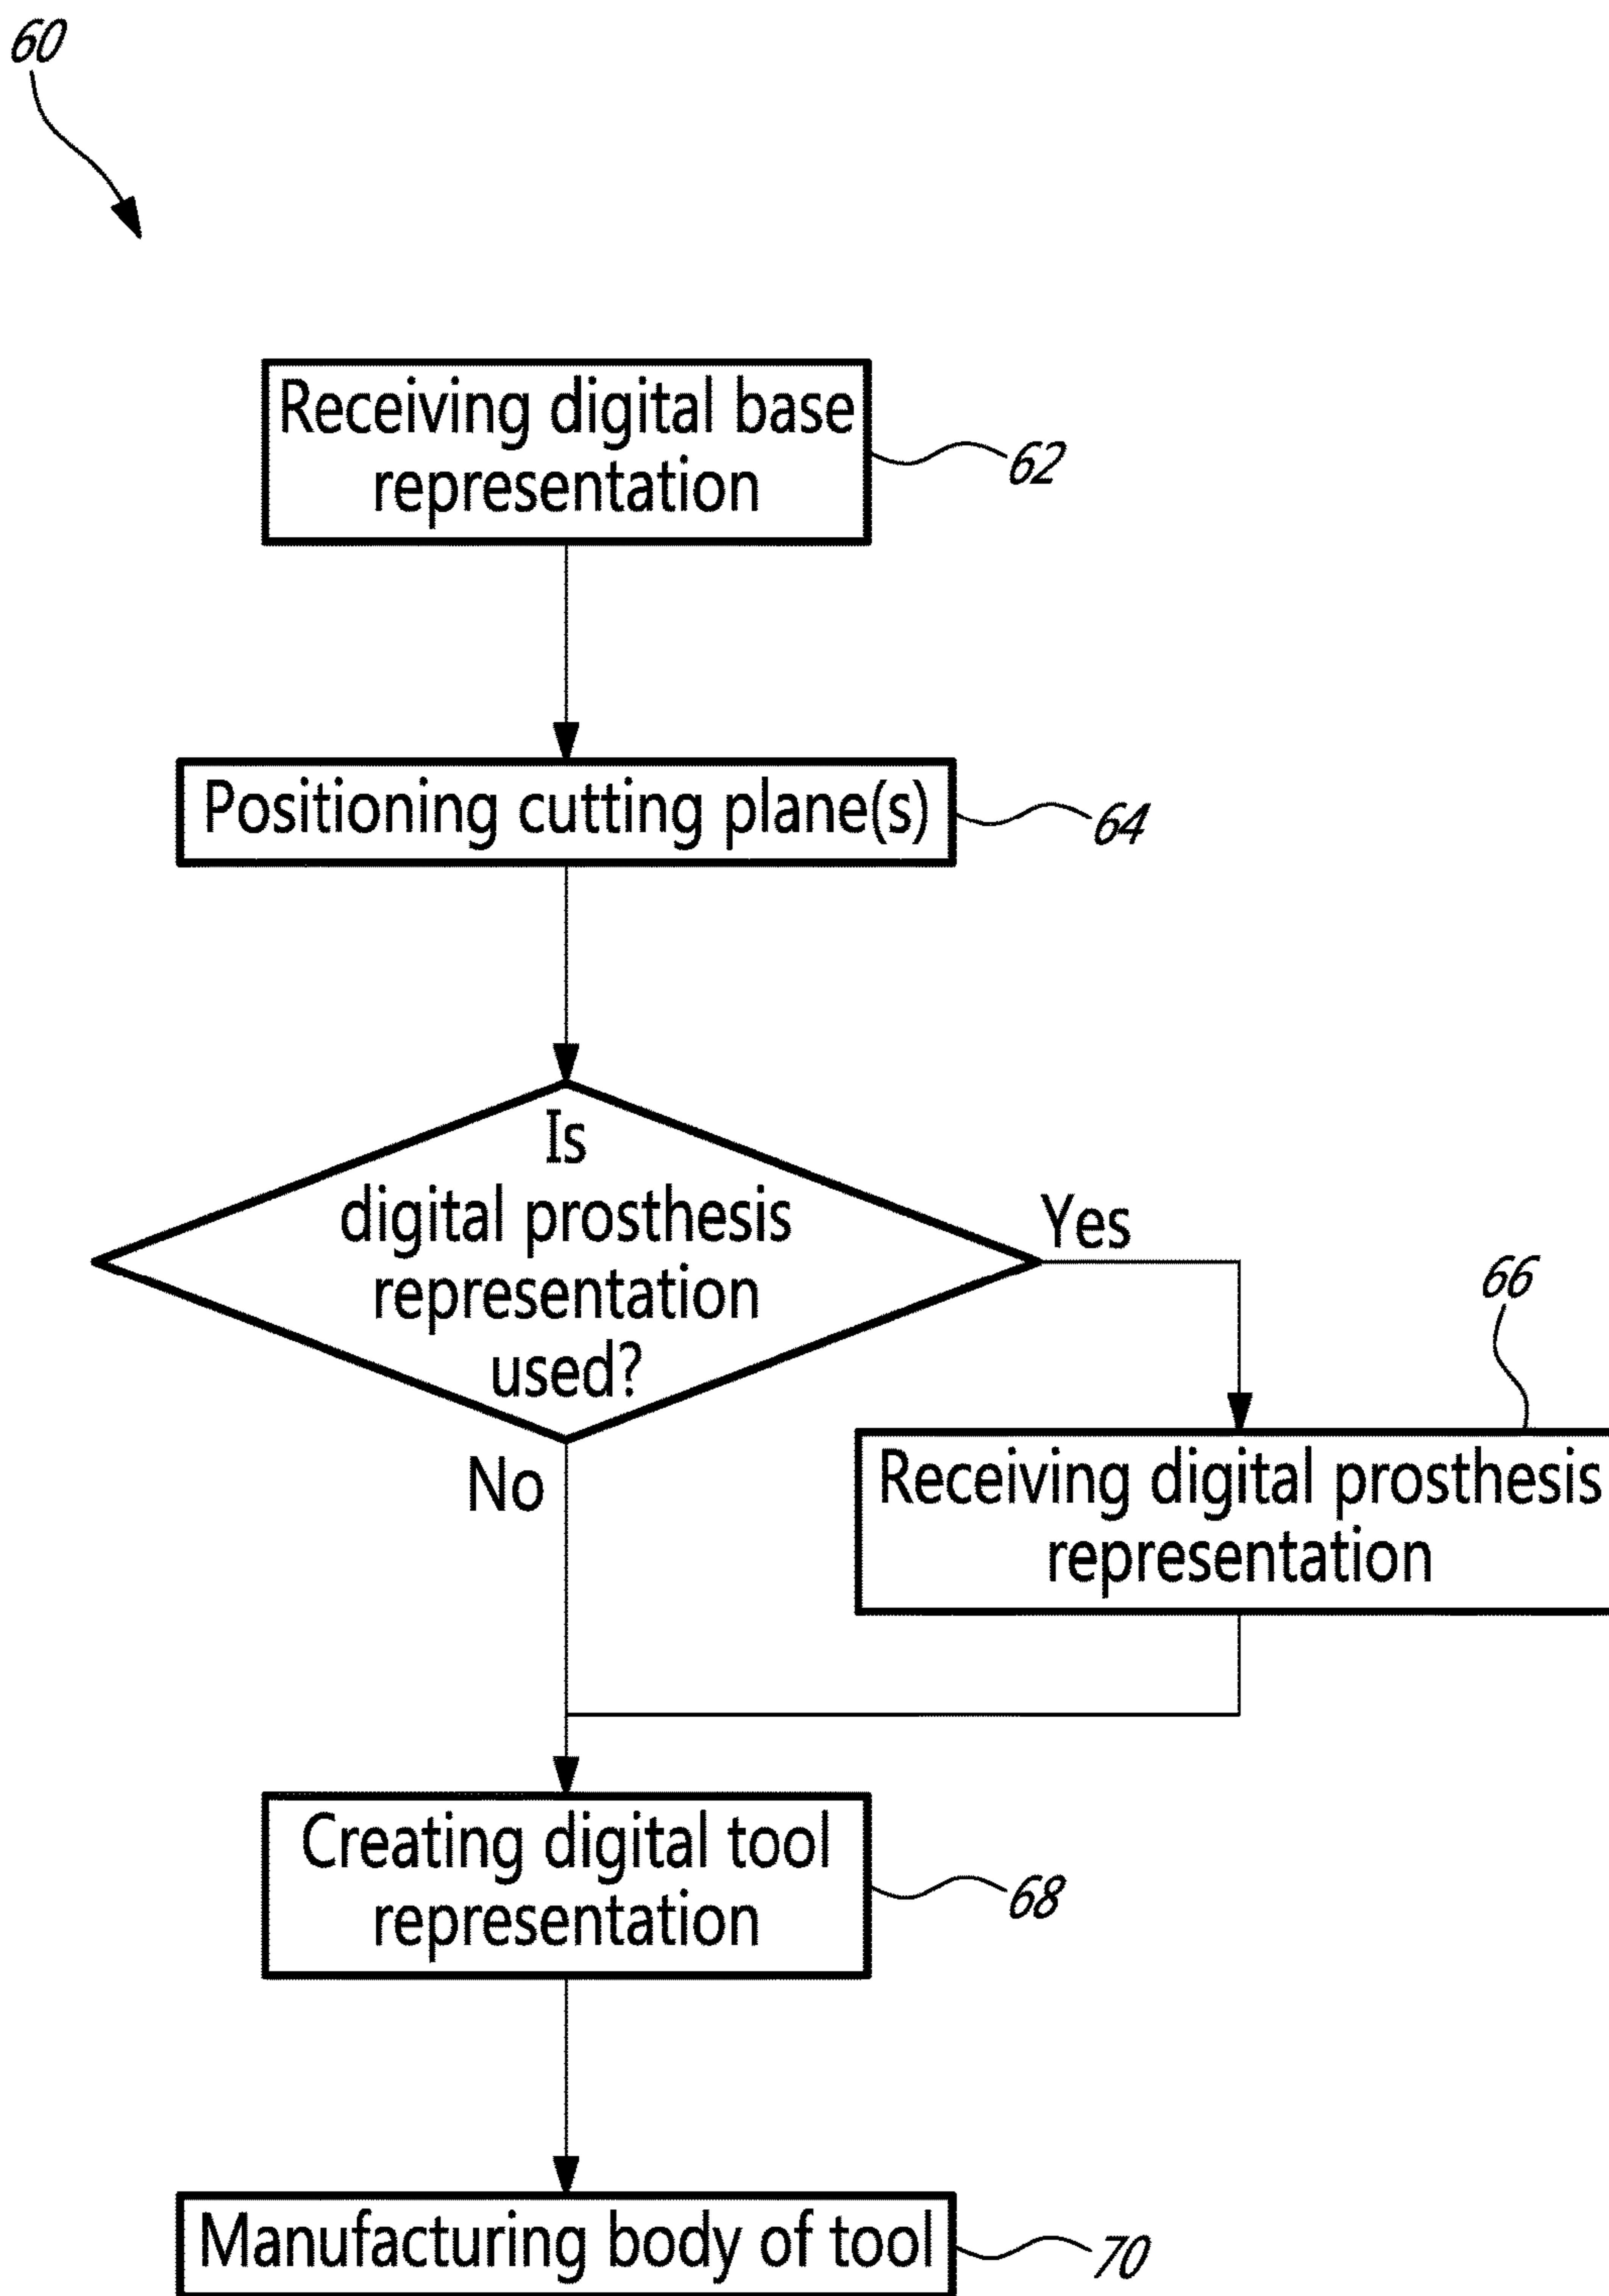 60
Receiving digital base
representation
62
Positioning cutting plane(s)
64
Is
digital prosthesis
representation
used?
Yes
66
No
Receiving digital prosthesis
representation
Creating digital tool
representation
68
Manufacturing body of tool
70